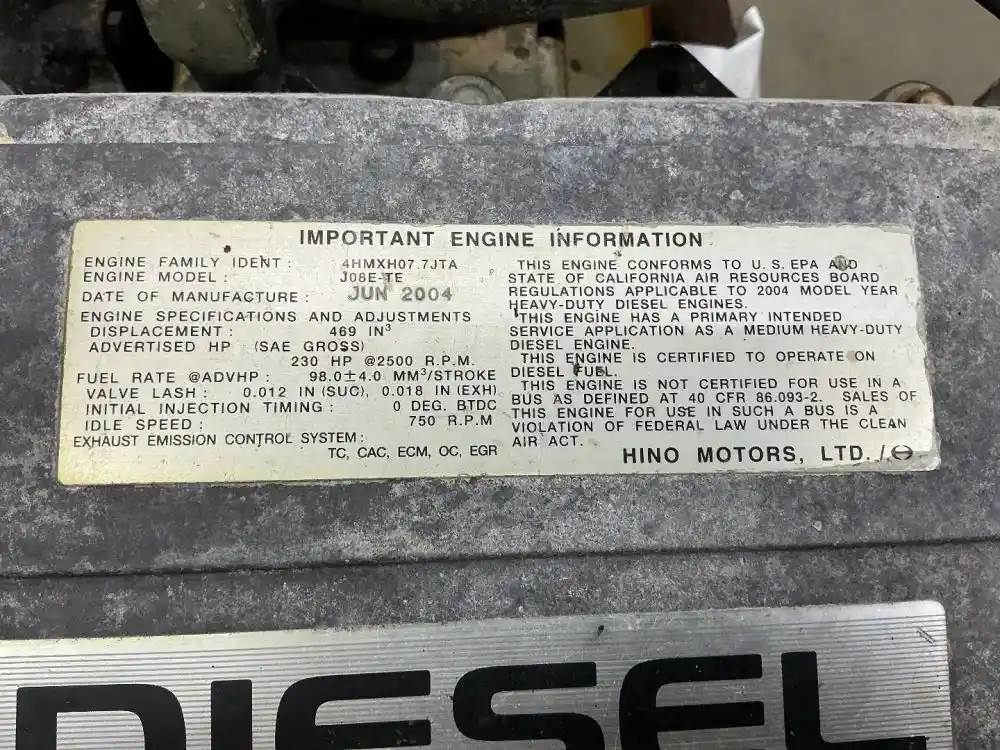 IMPORTANT ENGINE INFORMATION
ENGINE FAMILY IDENT : 4HMXH07.7JTA
ENGINE MODEL : J08E-TE
DATE OF MANUFACTURE : JUN 2004
ENGINE SPECIFICATIONS AND ADJUSTMENTS
DISPLACEMENT : 469 IN³
ADVERTISED HP (SAE GROSS)
230 HP @2500 R.P.M.
FUEL RATE @ADVHP : 98.0±4.0 MM³/STROKE
VALVE LASH : 0.012 IN (SUC), 0.018 IN (EXH)
INITIAL INJECTION TIMING : 0 DEG. BTDC
IDLE SPEED : 750 R.P.M
EXHAUST EMISSION CONTROL SYSTEM :
TC, CAC, ECM, OC, EGR
THIS ENGINE CONFORMS TO U.S. EPA AND
STATE OF CALIFORNIA AIR RESOURCES BOARD
REGULATIONS APPLICABLE TO 2004 MODEL YEAR
HEAVY-DUTY DIESEL ENGINES.
THIS ENGINE HAS A PRIMARY INTENDED
SERVICE APPLICATION AS A MEDIUM HEAVY-DUTY
DIESEL ENGINE.
THIS ENGINE IS CERTIFIED TO OPERATE ON
DIESEL FUEL.
THIS ENGINE IS NOT CERTIFIED FOR USE IN A
BUS AS DEFINED AT 40 CFR 86.093-2. SALES OF
THIS ENGINE FOR USE IN SUCH A BUS IS A
VIOLATION OF FEDERAL LAW UNDER THE CLEAN
AIR ACT.
HINO MOTORS, LTD. /
DIESEL